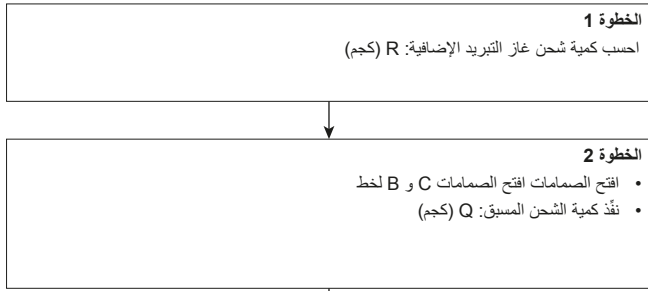 الخطوة 1
احسب كمية شحن غاز التبريد الإضافية: R (كجم)
الخطوة 2
• افتح الصمامات افتح الصمامات C و B لخط
• نفِّذ كمية الشحن المسبق: Q (كجم)